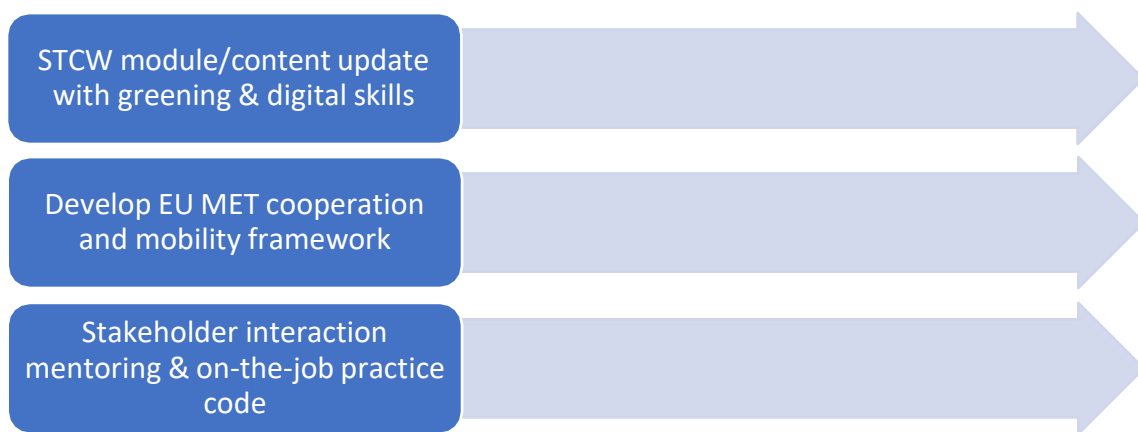 STCW module/content update
with greening & digital skills
Develop EU MET cooperation
and mobility framework
Stakeholder interaction
mentoring & on-the-job practice
code